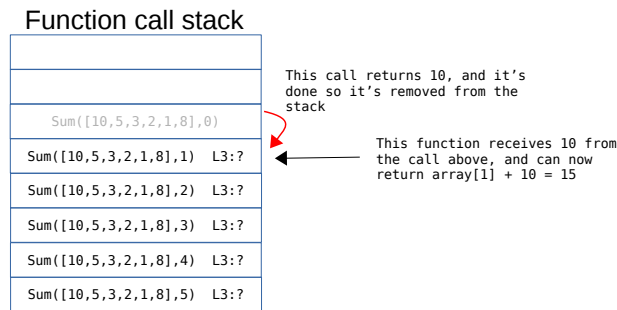 Function call stack
This call returns 10, and it's
done so it's removed from the
stack
Sum([10,5,3,2,1,8],0)
This function receives 10 from
the call above, and can now
return array[1] + 10 = 15
Sum([10,5,3,2,1,8],1) L3:?
Sum([10,5,3,2,1,8],2) L3:?
Sum([10,5,3,2,1,8],3) L3:?
Sum([10,5,3,2,1,8],4) L3:?
Sum([10,5,3,2,1,8],5) L3:?